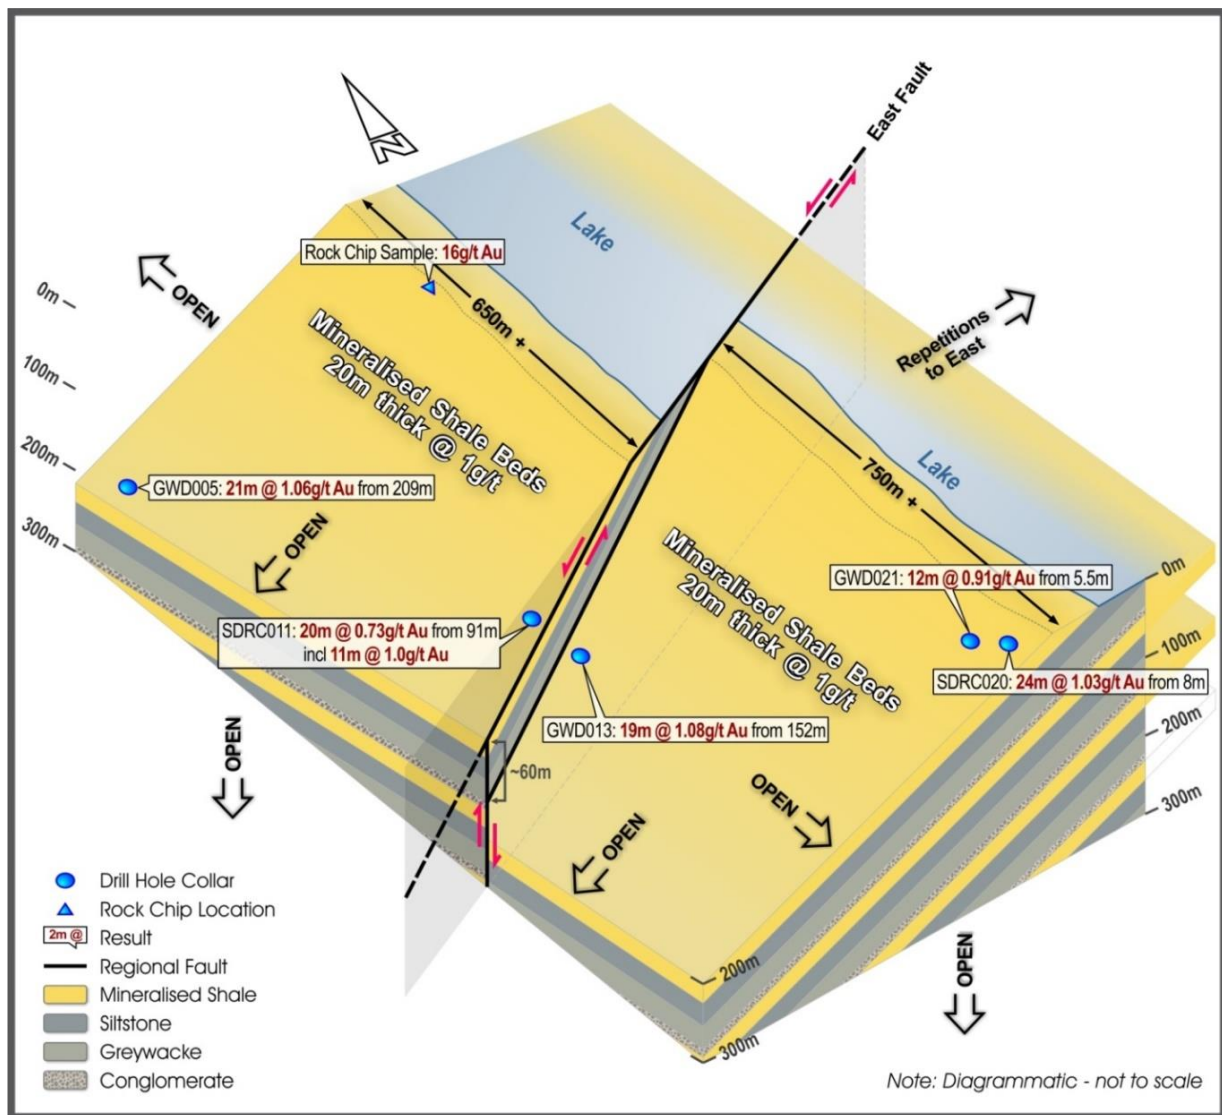 East Fault
N
Lake
Rock Chip Sample: 16g/t Au
OPEN
650m +
Repetitions
to East
0m
100m
200m
300m
Mineralised Shale Beds
20m thick @ 1g/t
Lake
750m +
GWD005: 21m @ 1.06g/t Au from 209m
OPEN
Mineralised Shale Beds
20m thick @ 1g/t
GWD021: 12m @ 0.91g/t Au from 5.5m
0m
100m
200m
300m
SDRC011: 20m @ 0.73g/t Au from 91m
incl 11m @ 1.0g/t Au
SDRC020: 24m @ 1.03g/t Au from 8m
GWD013: 19m @ 1.08g/t Au from 152m
OPEN
~60m
OPEN
OPEN
200m
300m
OPEN
Drill Hole Collar
Rock Chip Location
2m @
Result
Regional Fault
Mineralised Shale
Siltstone
Greywacke
Conglomerate
Note: Diagrammatic - not to scale